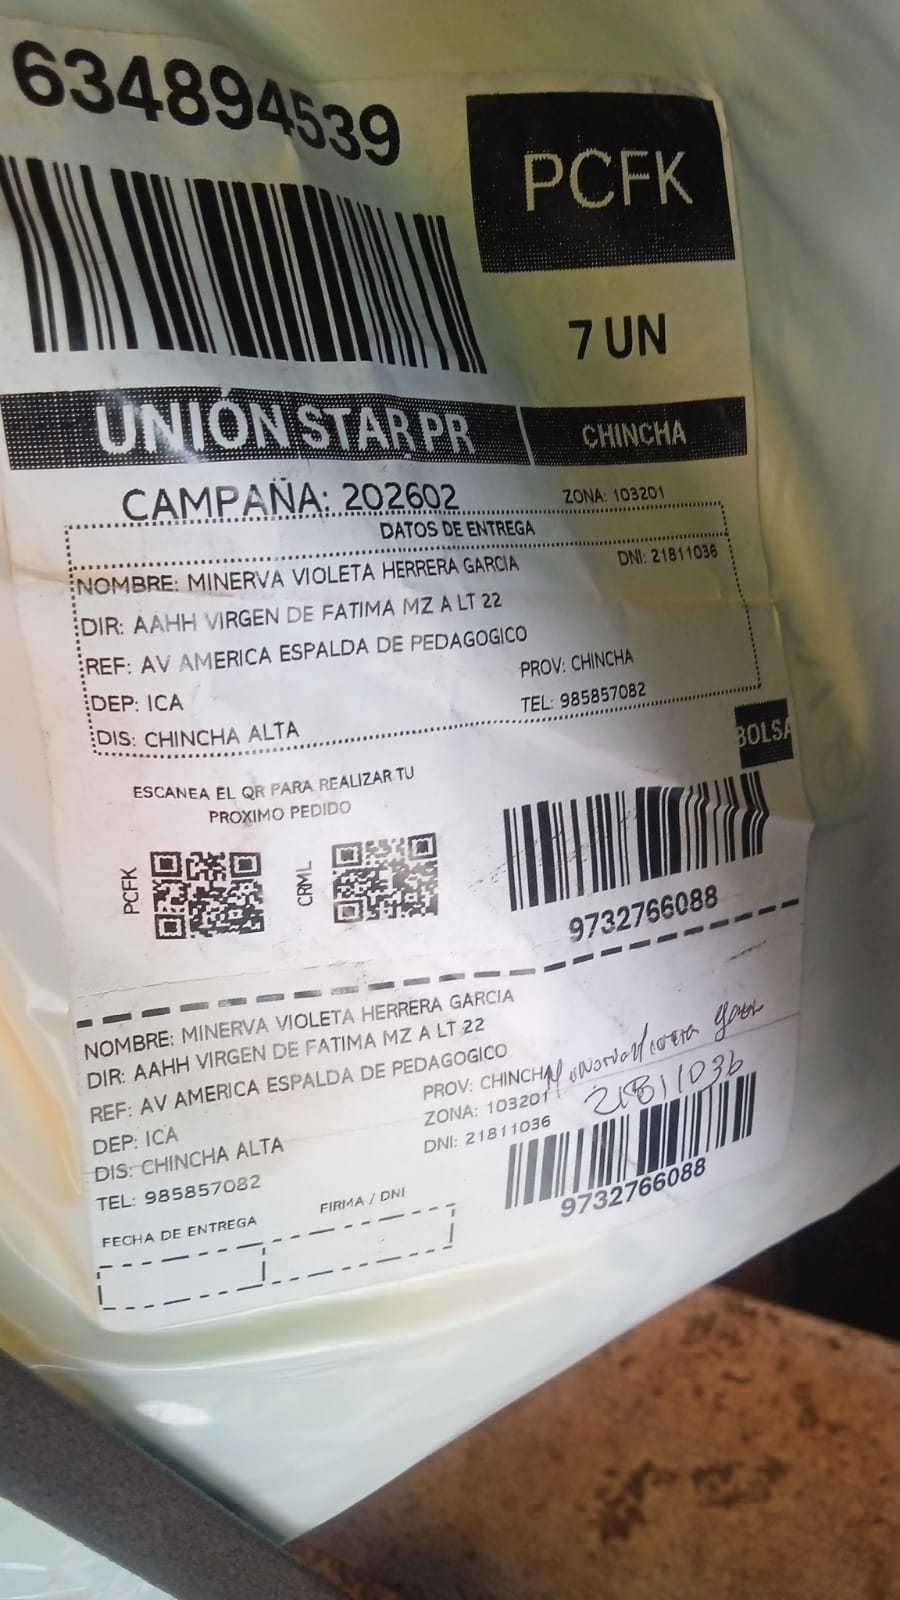 634894539
PCFK
7 UN
UNIÓN STAR PR
CHINCHA
CAMPAÑA: 202602
ZONA: 103201
DATOS DE ENTREGA
NOMBRE: MINERVA VIOLETA HERRERA GARCIA
DNI: 21811036
DIR: AAHH VIRGEN DE FATIMA MZ A LT 22
REF: AV AMERICA ESPALDA DE PEDAGOGICO
DEP: ICA
PROV: CHINCHA
DIS: CHINCHA ALTA
TEL: 985857082
BOLSA
ESCANEA EL QR PARA REALIZAR TU
PROXIMO PEDIDO
PCFK
CRML
9732766088
NOMBRE: MINERVA VIOLETA HERRERA GARCIA
DIR: AAHH VIRGEN DE FATIMA MZ A LT 22
REF: AV AMERICA ESPALDA DE PEDAGOGICO
DEP: ICA
PROV: CHINCHA
DIS: CHINCHA ALTA
ZONA: 103201
TEL: 985857082
DNI: 21811036
21811036
9732766088
FECHA DE ENTREGA
FIRMA / DNI